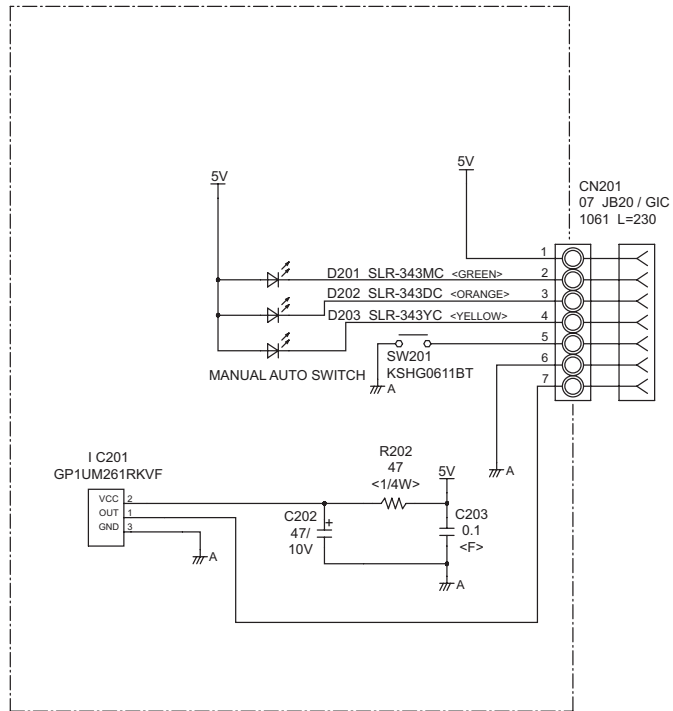 5V
5V
CN201
07 JB20 / GIC
1061 L=230
1
D201 SLR-343MC <GREEN>
2
D202 SLR-343DC <ORANGE>
3
D203 SLR-343YC <YELLOW>
4
5
SW201
KSHG0611BT
MANUAL AUTO SWITCH
A
6
7
A
I C201
GP1UM261RKVF
VCC 2
OUT 1
GND 3
A
R202
47
<1/4W>
5V
C202
47/
10V
+
C203
0.1
<F>
A